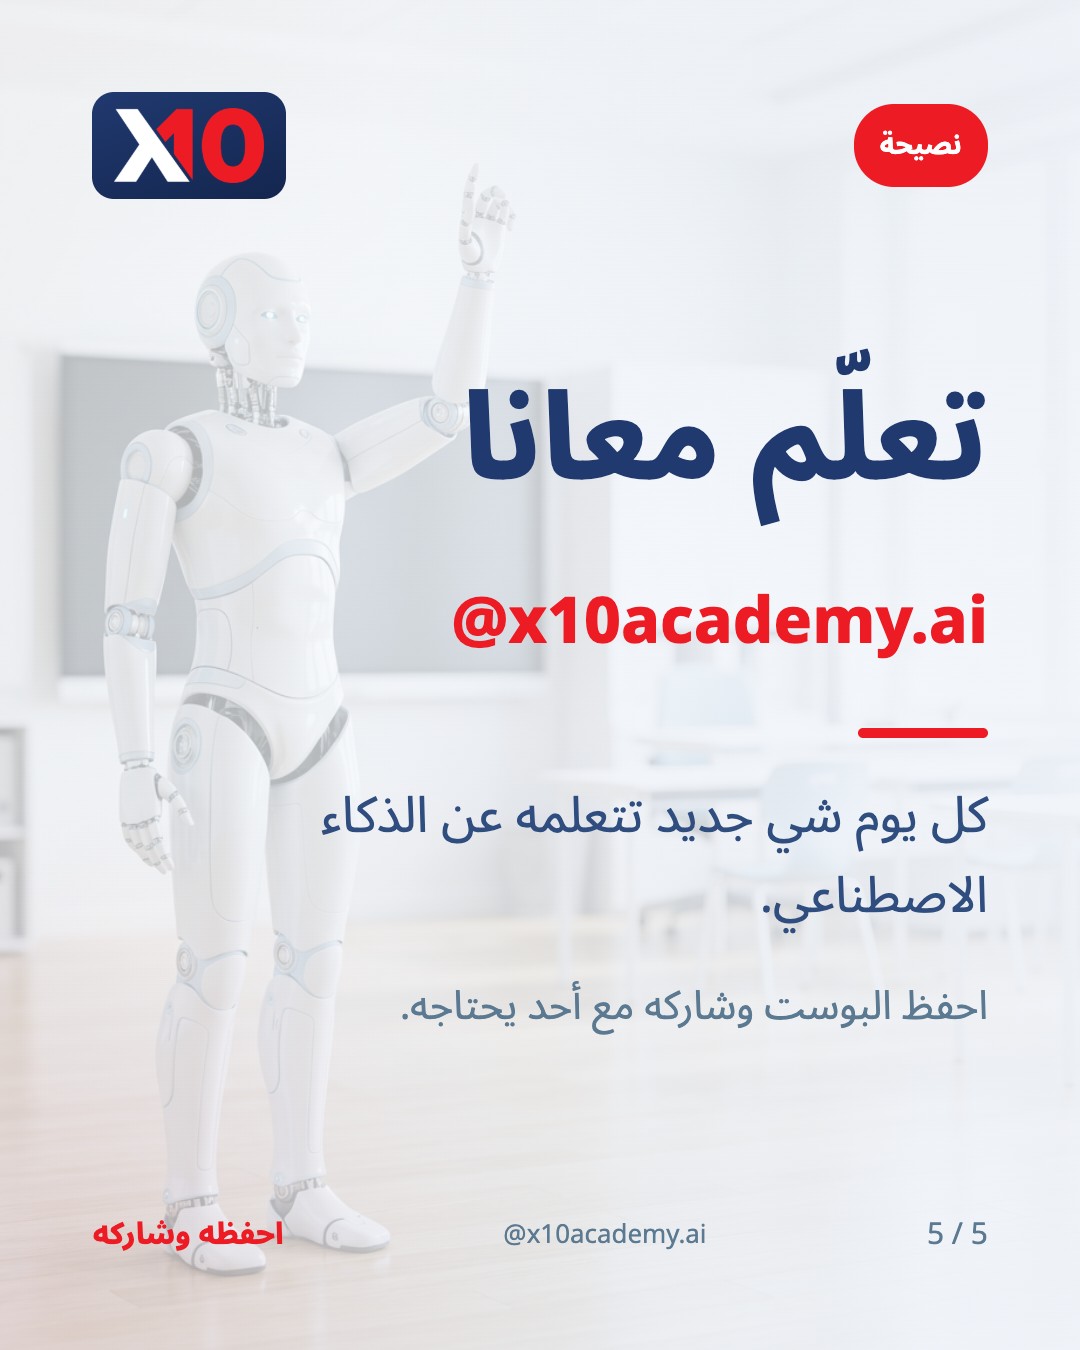 X10
نصيحة
تعلّم معانا
@x10academy.ai
كل يوم شي جديد تتعلمه عن الذكاء
الاصطناعي.
احفظ البوست وشاركه مع أحد يحتاجه.
احفظه وشاركه
@x10academy.ai
5 / 5